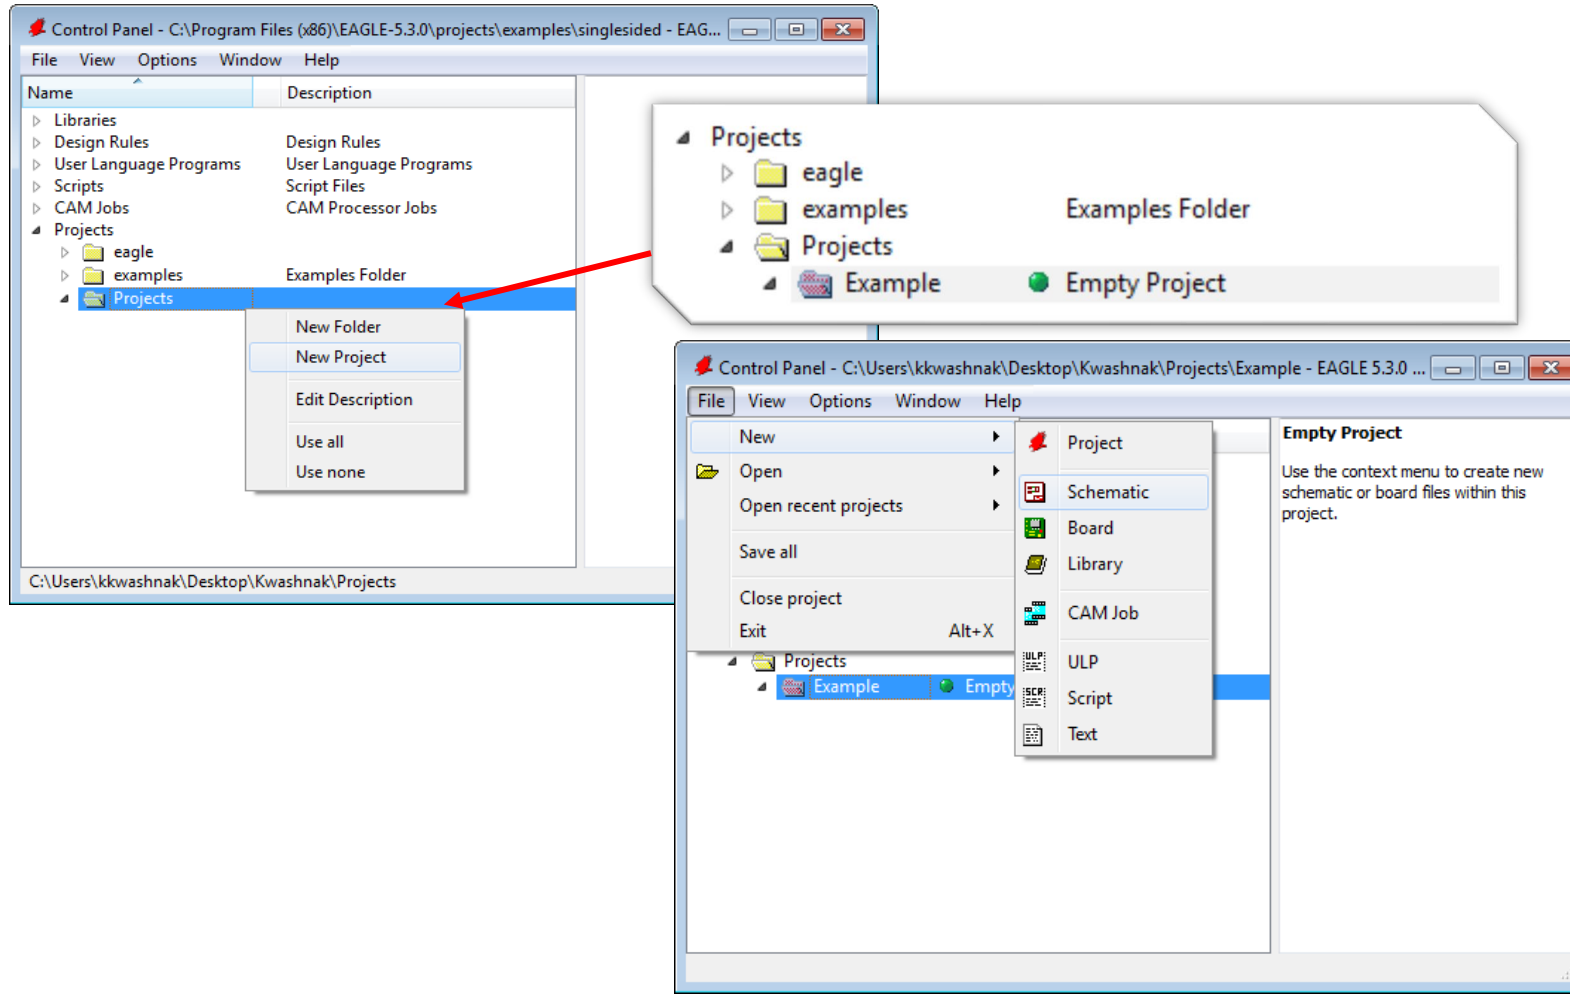 Control Panel - C:\Program Files (x86)\EAGLE-5.3.0\projects\examples\singlesided - EAG...
File View Options Window Help
Name Description
Libraries
Design Rules Design Rules
User Language Programs User Language Programs
Scripts Script Files
CAM Jobs CAM Processor Jobs
Projects
eagle
examples Examples Folder
Projects
New Folder
New Project
Edit Description
Use all
Use none
C:\Users\kkwashnak\Desktop\Kwashnak\Projects
Projects
eagle
examples Examples Folder
Projects
Example Empty Project
Control Panel - C:\Users\kkwashnak\Desktop\Kwashnak\Projects\Example - EAGLE 5.3.0 ...
File View Options Window Help
New
Open
Open recent projects
Save all
Close project
Exit Alt+X
Project
Schematic
Board
Library
CAM Job
ULP ULP
SCR Script
Text
Projects
Example Empty
Empty Project
Use the context menu to create new
schematic or board files within this
project.